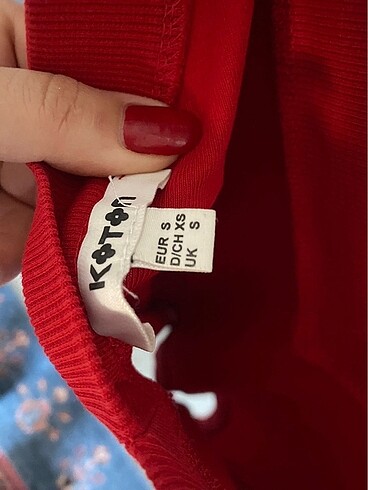 KOTON
EUR S
D/CH XS
UK S